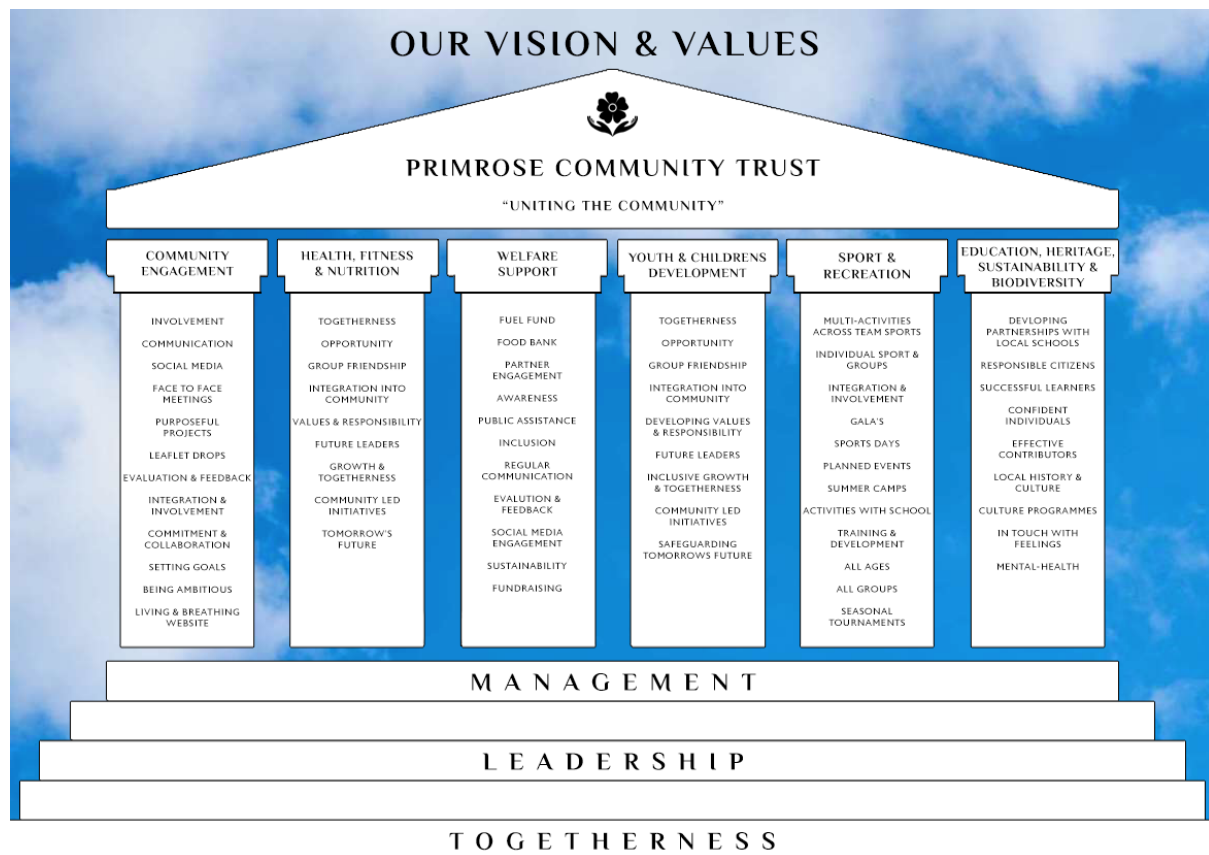 OUR VISION & VALUES
PRIMROSE COMMUNITY TRUST
“UNITING THE COMMUNITY”
COMMUNITY
ENGAGEMENT
INVOLVEMENT
COMMUNICATION
SOCIAL MEDIA
FACE TO FACE
MEETINGS
PURPOSEFUL
PROJECTS
LEAFLET DROPS
EVALUATION & FEEDBACK
INTEGRATION &
INVOLVEMENT
COMMITMENT &
COLLABORATION
SETTING GOALS
BEING AMBITIOUS
LIVING & BREATHING
WEBSITE
HEALTH, FITNESS
& NUTRITION
TOGETHERNESS
OPPORTUNITY
GROUP FRIENDSHIP
INTEGRATION INTO
COMMUNITY
VALUES & RESPONSIBILITY
FUTURE LEADERS
GROWTH &
TOGETHERNESS
COMMUNITY LED
INITIATIVES
TOMORROW'S
FUTURE
WELFARE
SUPPORT
FUEL FUND
FOOD BANK
PARTNER
ENGAGEMENT
AWARENESS
PUBLIC ASSISTANCE
INCLUSION
REGULAR
COMMUNICATION
EVALUTION &
FEEDBACK
SOCIAL MEDIA
ENGAGEMENT
SUSTAINABILITY
FUNDRAISING
YOUTH & CHILDRENS
DEVELOPMENT
TOGETHERNESS
OPPORTUNITY
GROUP FRIENDSHIP
INTEGRATION INTO
COMMUNITY
DEVELOPING VALUES
& RESPONSIBILITY
FUTURE LEADERS
INCLUSIVE GROWTH
& TOGETHERNESS
COMMUNITY LED
INITIATIVES
SAFEGUARDING
TOMORROWS FUTURE
SPORT &
RECREATION
MULTI-ACTIVITIES
ACROSS TEAM SPORTS
INDIVIDUAL SPORT &
GROUPS
INTEGRATION &
INVOLVEMENT
GALA'S
SPORTS DAYS
PLANNED EVENTS
SUMMER CAMPS
ACTIVITIES WITH SCHOOL
TRAINING &
DEVELOPMENT
ALL AGES
ALL GROUPS
SEASONAL
TOURNAMENTS
EDUCATION, HERITAGE,
SUSTAINABILITY &
BIODIVERSITY
DEVLOPING
PARTNERSHIPS WITH
LOCAL SCHOOLS
RESPONSIBLE CITIZENS
SUCCESSFUL LEARNERS
CONFIDENT
INDIVIDUALS
EFFECTIVE
CONTRIBUTORS
LOCAL HISTORY &
CULTURE
CULTURE PROGRAMMES
IN TOUCH WITH
FEELINGS
MENTAL-HEALTH
MANAGEMENT
LEADERSHIP
TOGETHERNESS